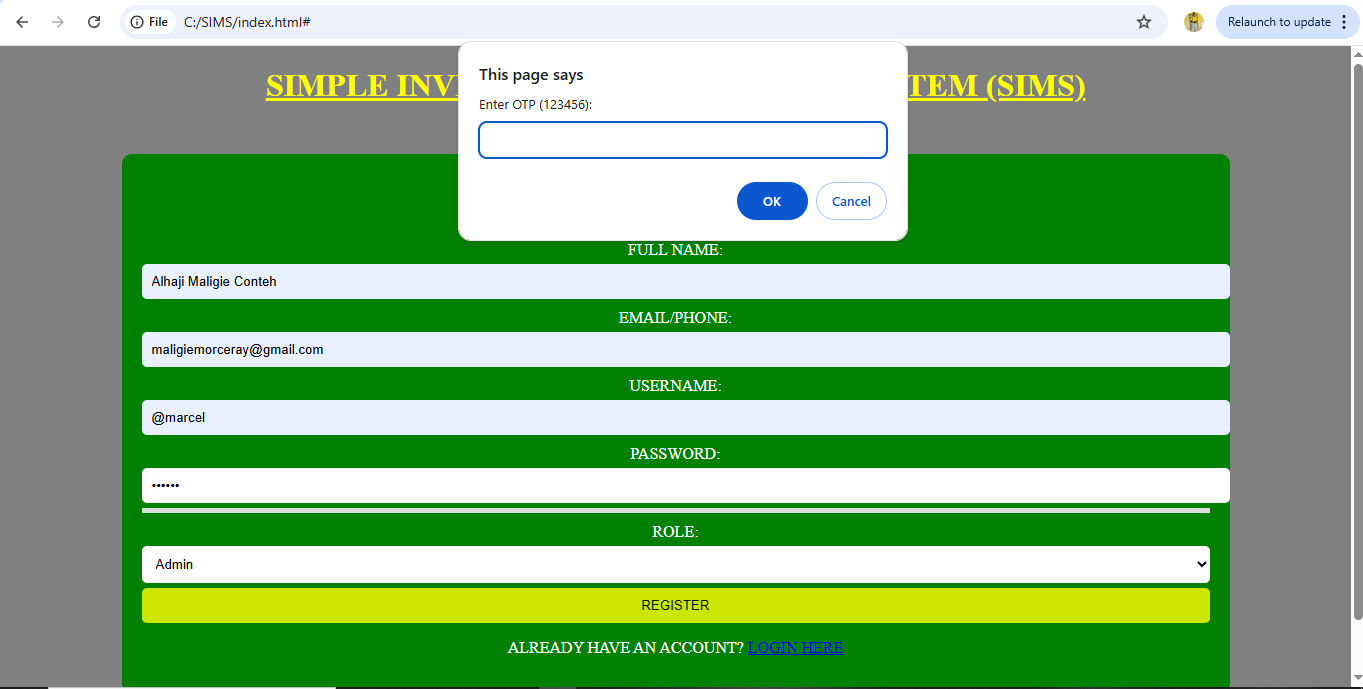 File
C:/SIMS/index.html#
Relaunch to update
SIMPLE INV
TEM (SIMS)
This page says
Enter OTP (123456):
OK
Cancel
FULL NAME:
Alhaji Maligie Conteh
EMAIL/PHONE:
maligiemorceray@gmail.com
USERNAME:
@marcel
PASSWORD:
••••••
ROLE:
Admin
REGISTER
ALREADY HAVE AN ACCOUNT? LOGIN HERE